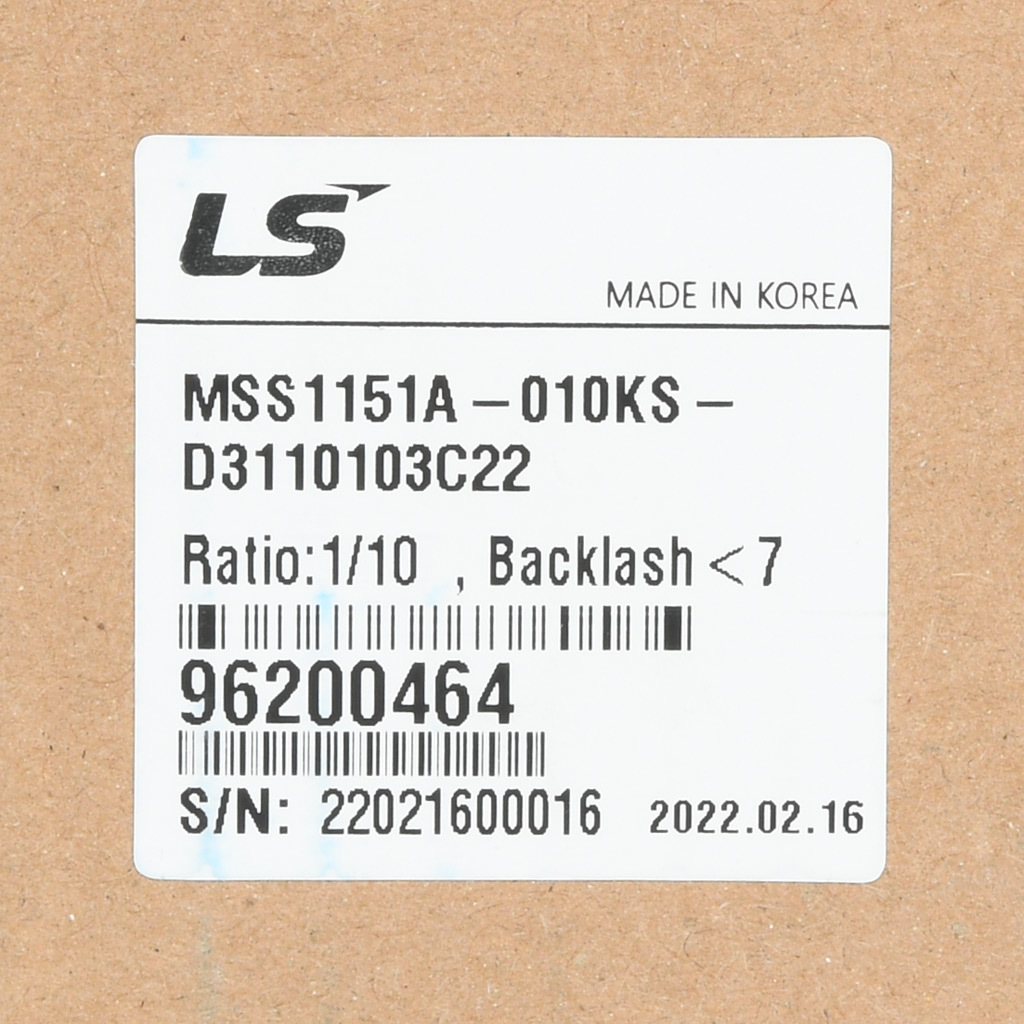 LS
MADE IN KOREA
MSS1151A-010KS-
D3110103C22
Ratio:1/10 , Backlash<7
96200464
S/N: 22021600016 2022.02.16